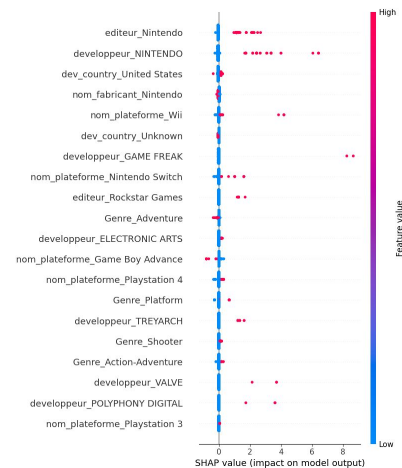 High
editeur_Nintendo
developpeur_NINTENDO
dev_country_United States
nom_fabricant_Nintendo
nom_plateforme_Wii
dev_country_Unknown
developpeur_GAME FREAK
nom_plateforme_Nintendo Switch
editeur_Rockstar Games
Genre_Adventure
developpeur_ELECTRONIC ARTS
nom_plateforme_Game Boy Advance
nom_plateforme_Playstation 4
Genre_Platform
developpeur_TREYARCH
Genre_Shooter
Genre_Action-Adventure
developpeur_VALVE
developpeur_POLYPHONY DIGITAL
nom_plateforme_Playstation 3
Feature value
Low
0 2 4 6 8
SHAP value (impact on model output)